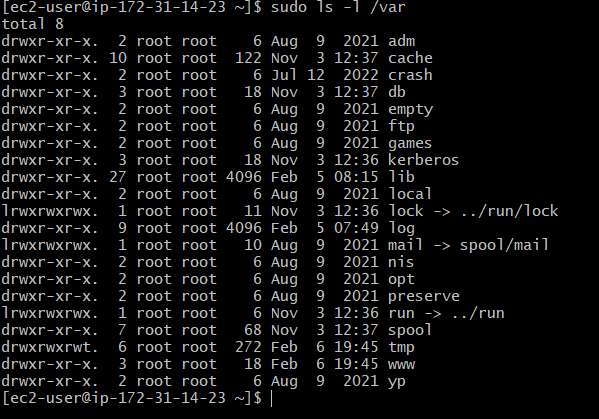 [ec2-user@ip-172-31-14-23 ~]$ sudo ls -l /var
total 8
drwxr-xr-x.  2 root root    6 Aug  9  2021 adm
drwxr-xr-x. 10 root root  122 Nov  3 12:37 cache
drwxr-xr-x.  2 root root    6 Jul 12  2022 crash
drwxr-xr-x.  3 root root   18 Nov  3 12:37 db
drwxr-xr-x.  2 root root    6 Aug  9  2021 empty
drwxr-xr-x.  2 root root    6 Aug  9  2021 ftp
drwxr-xr-x.  2 root root    6 Aug  9  2021 games
drwxr-xr-x.  3 root root   18 Nov  3 12:36 kerberos
drwxr-xr-x. 27 root root 4096 Feb  5 08:15 lib
drwxr-xr-x.  2 root root    6 Aug  9  2021 local
lrwxrwxrwx.  1 root root   11 Nov  3 12:36 lock -> ../run/lock
drwxr-xr-x.  9 root root 4096 Feb  5 07:49 log
lrwxrwxrwx.  1 root root   10 Aug  9  2021 mail -> spool/mail
drwxr-xr-x.  2 root root    6 Aug  9  2021 nis
drwxr-xr-x.  2 root root    6 Aug  9  2021 opt
drwxr-xr-x.  2 root root    6 Aug  9  2021 preserve
lrwxrwxrwx.  1 root root    6 Nov  3 12:36 run -> ../run
drwxr-xr-x.  7 root root   68 Nov  3 12:37 spool
drwxrwxrwt.  6 root root  272 Feb  6 19:45 tmp
drwxr-xr-x.  3 root root   18 Feb  6 19:45 www
drwxr-xr-x.  2 root root    6 Aug  9  2021 yp
[ec2-user@ip-172-31-14-23 ~]$